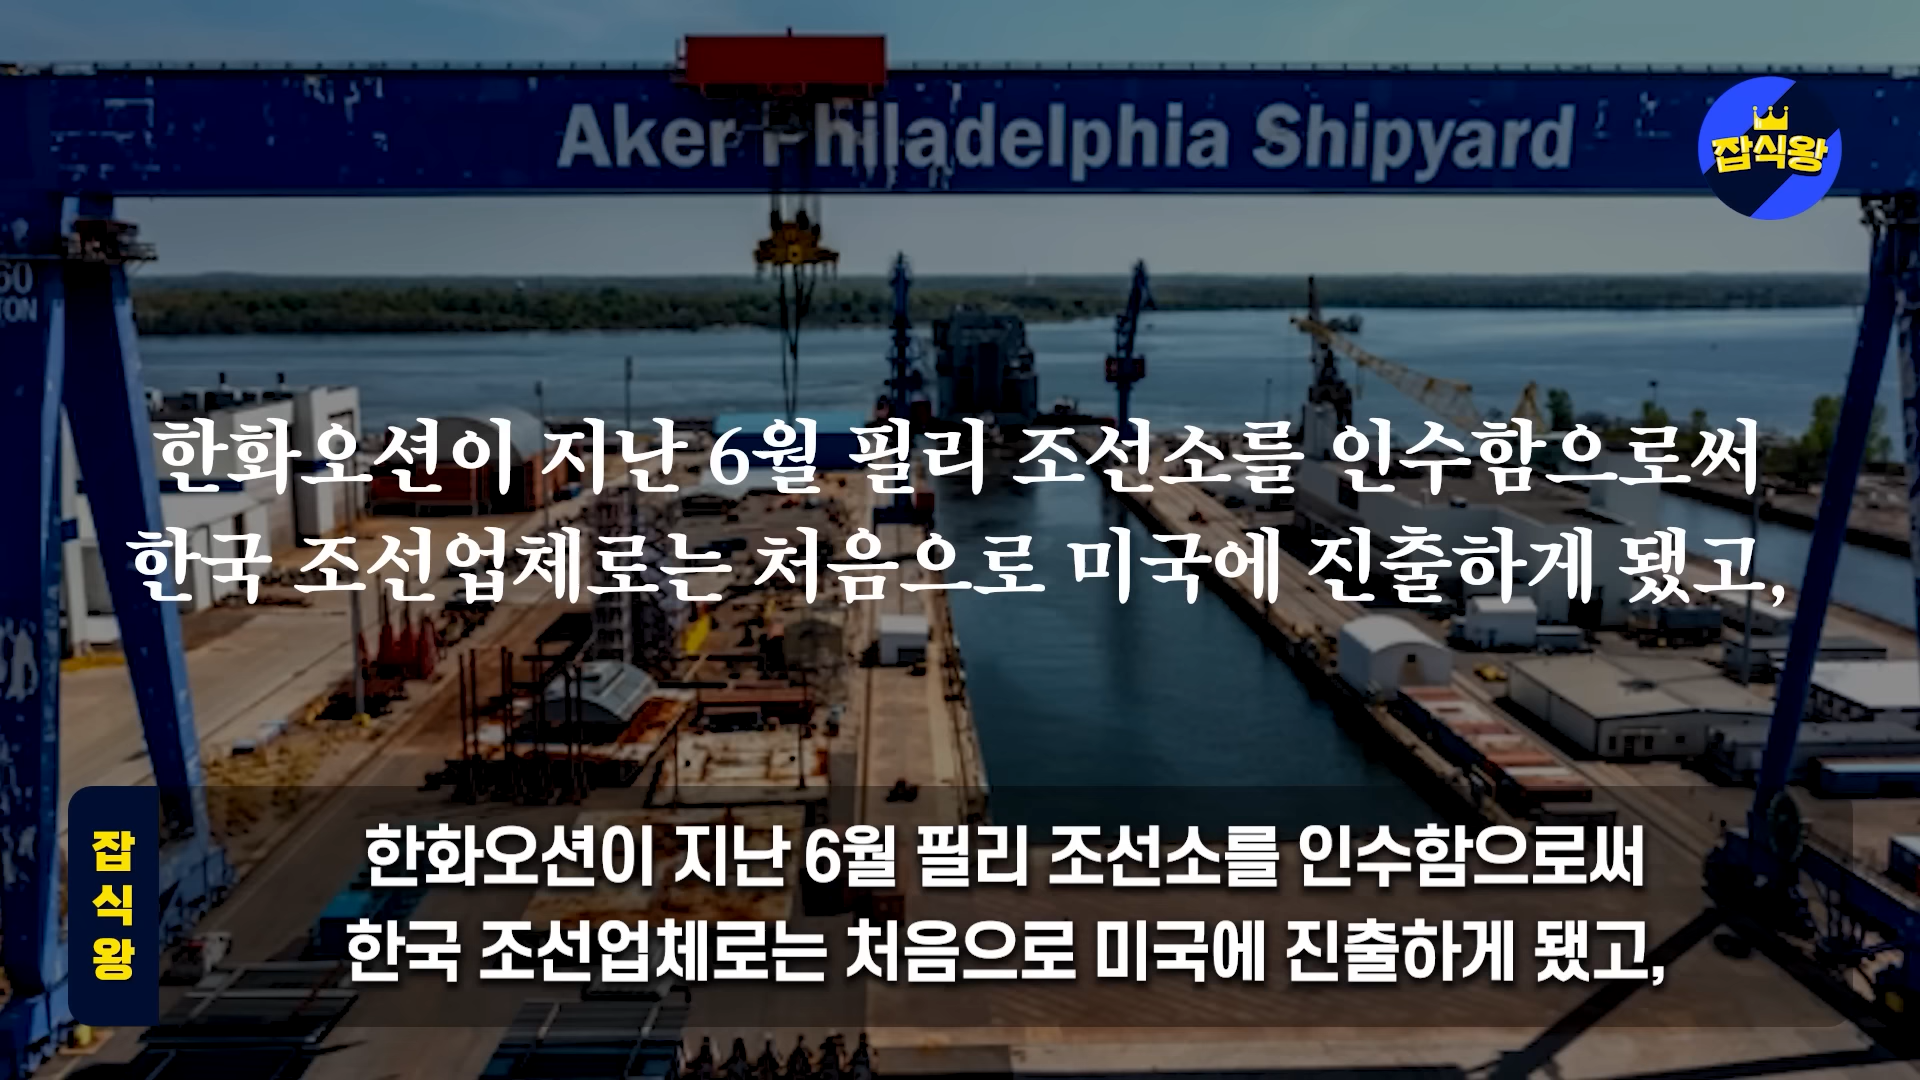 Aker Philadelphia Shipyard
잡식왕
60
TON
한화오션이 지난 6월 필리 조선소를 인수함으로써
한국 조선업체로는 처음으로 미국에 진출하게 됐고,
잡식왕
한화오션이 지난 6월 필리 조선소를 인수함으로써
한국 조선업체로는 처음으로 미국에 진출하게 됐고,